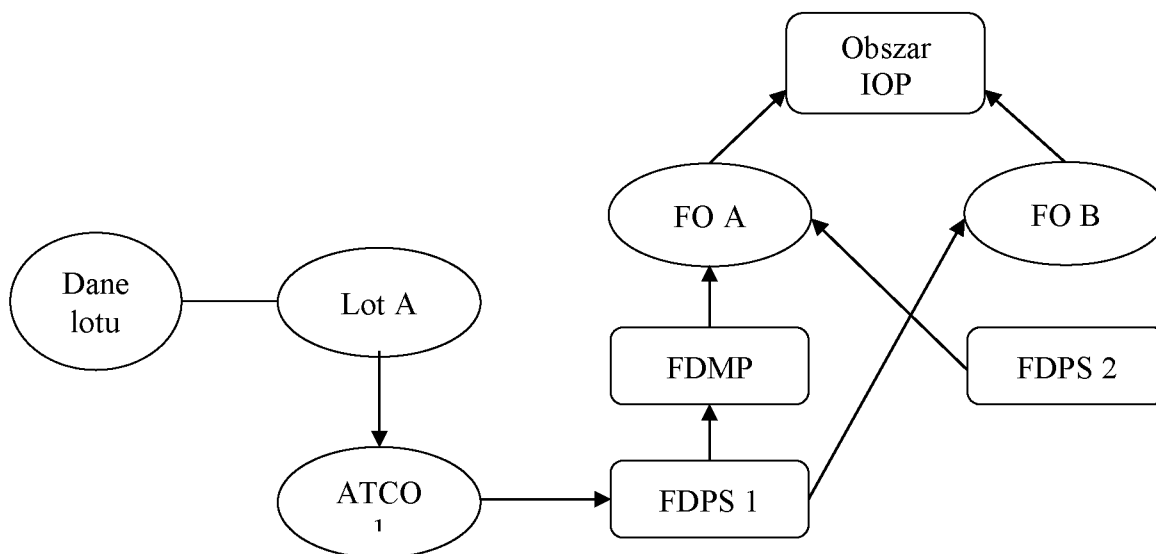 Obszar
IOP
FO A
FO B
Dane
lotu
Lot A
FDMP
FDPS 2
ATCO
1
FDPS 1